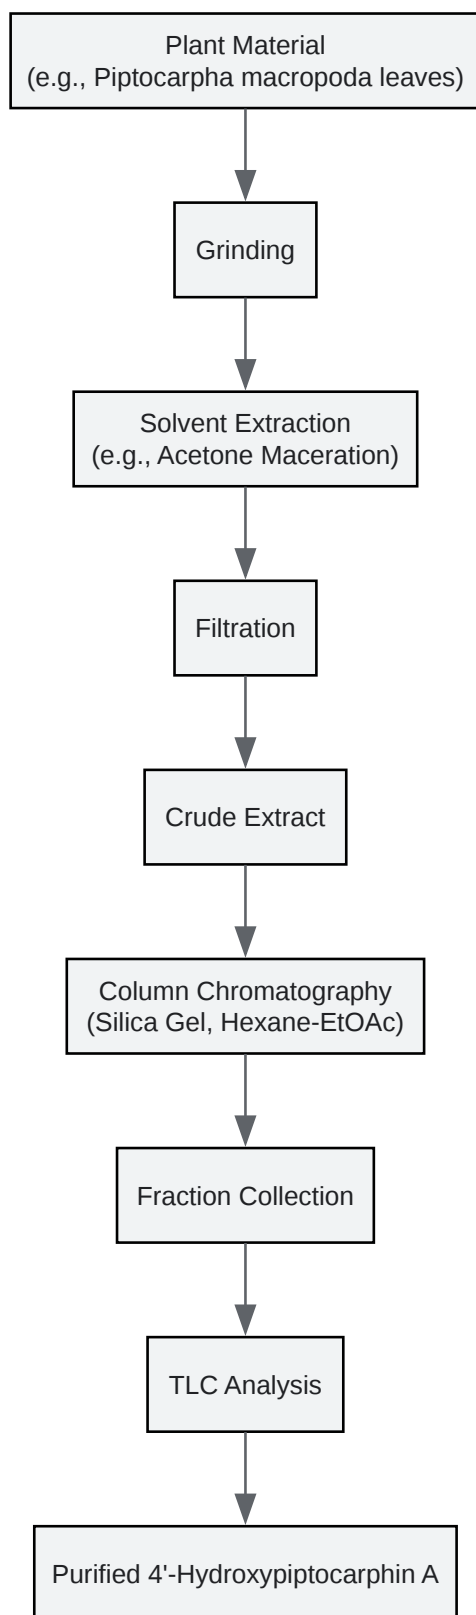 Plant Material
(e.g., Piptocarpha macropoda leaves)
Grinding
Solvent Extraction
(e.g., Acetone Maceration)
Filtration
Crude Extract
Column Chromatography
(Silica Gel, Hexane-EtOAc)
Fraction Collection
TLC Analysis
Purified 4'-Hydroxypiptocarphin A